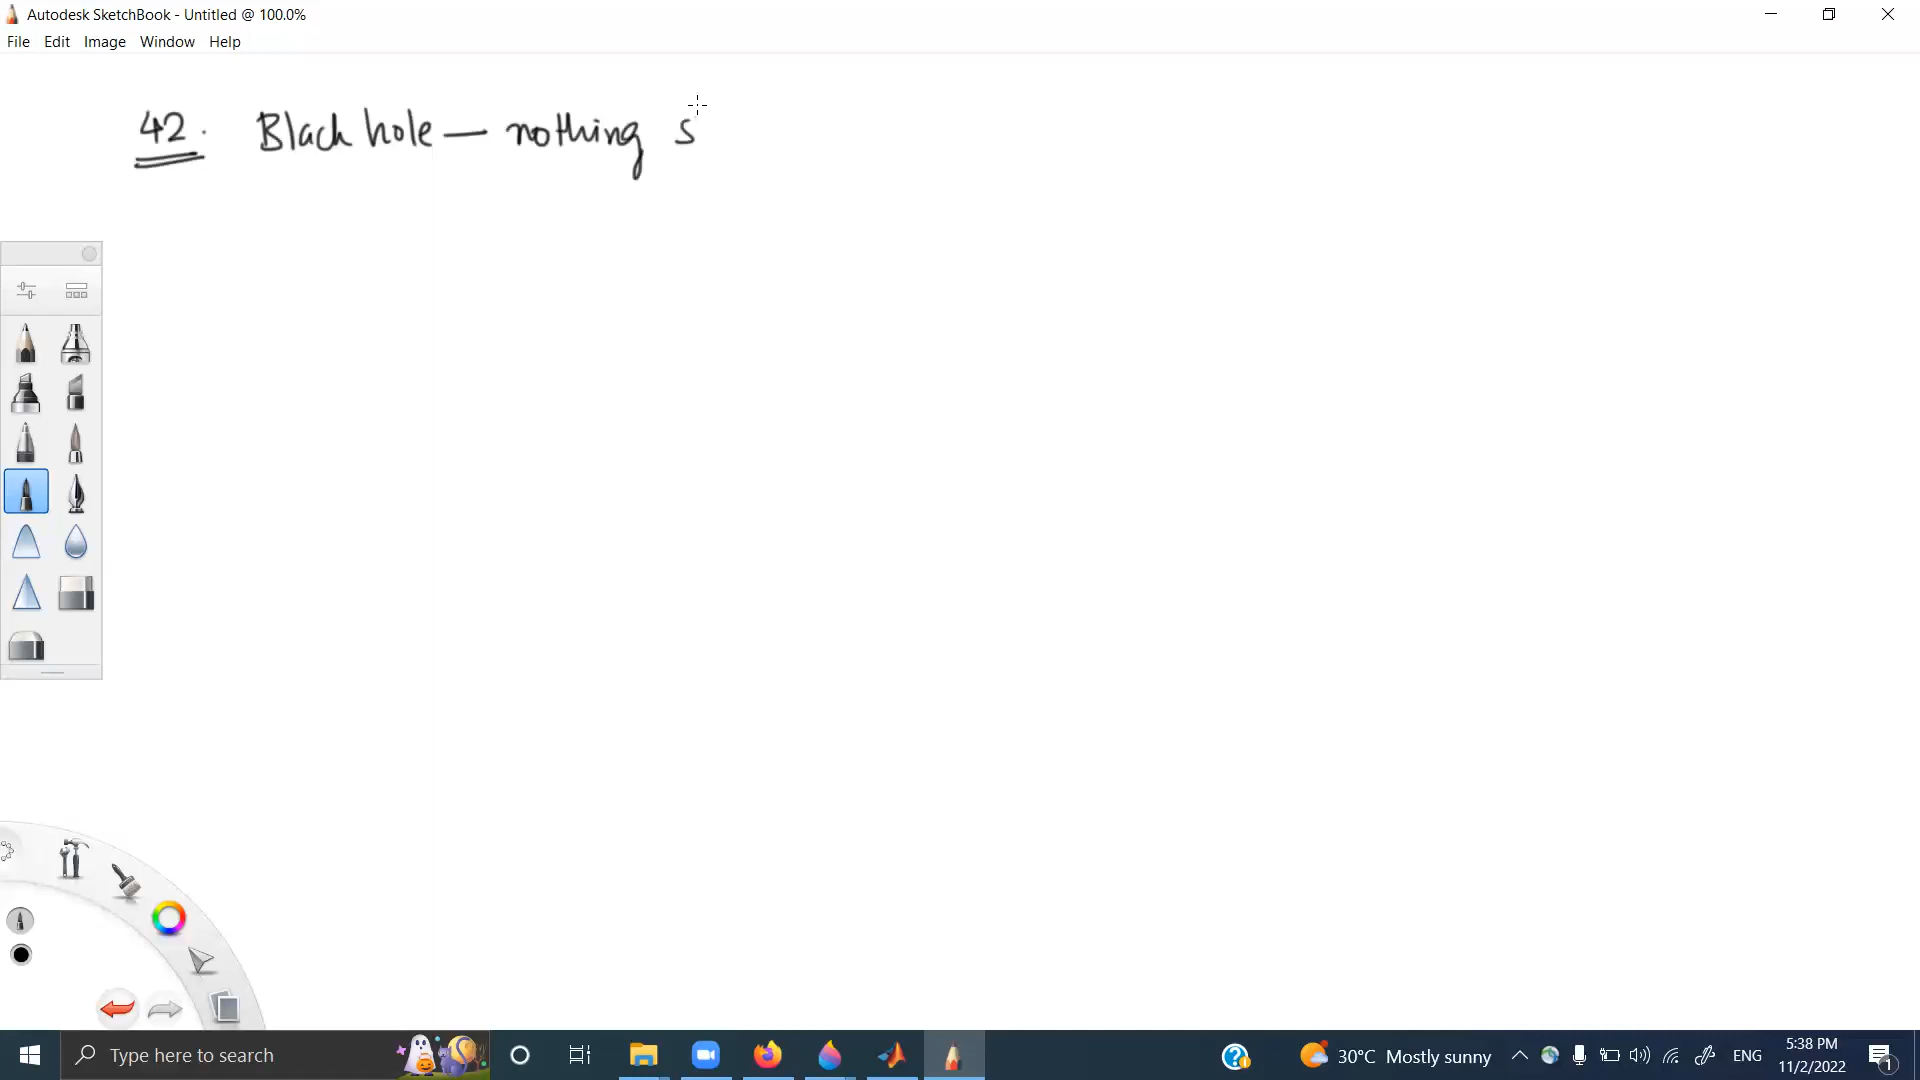 Autodesk SketchBook - Untitled @ 100.0%
File Edit Image Window Help
42. Black hole — nothing s
Type here to search
30°C Mostly sunny
ENG
5:38 PM
11/2/2022
1